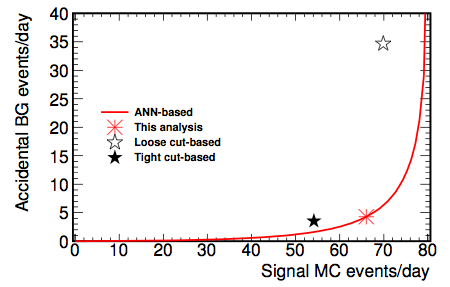 Accidental BG events/day
40
35
30
25
20
15
10
5
0
ANN-based
This analysis
Loose cut-based
Tight cut-based
0 10 20 30 40 50 60 70 80
Signal MC events/day